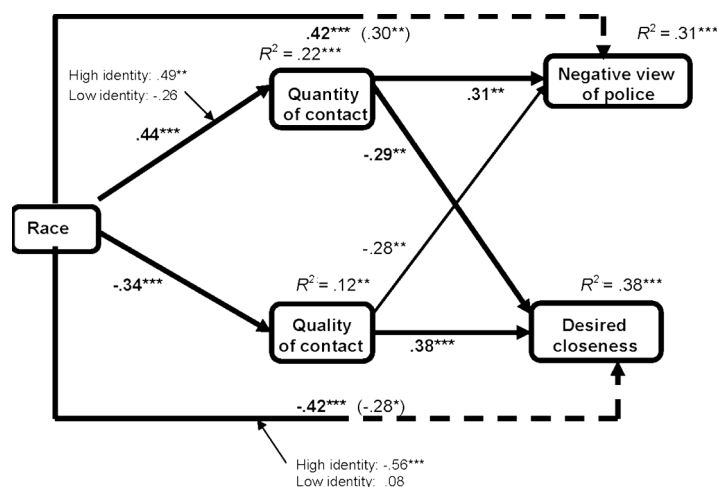 .42*** (.30**)
R² = .31***
R² = .22***
High identity: .49**
Low identity: -.26
Quantity
of contact
Negative view
of police
.31**
.44***
-.29**
Race
-.28**
-.34***
R² = .12**
R² = .38***
Quality
of contact
Desired
closeness
.38***
-.42*** (-.28*)
High identity: -.56***
Low identity: .08